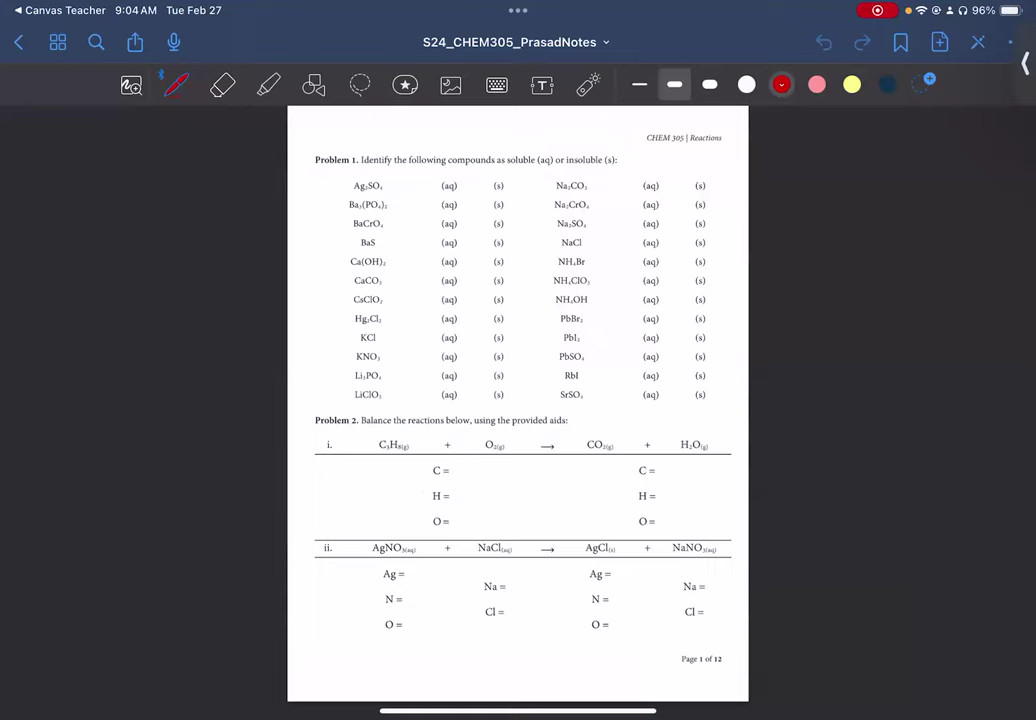 ◀ Canvas Teacher 9:04 AM Tue Feb 27 96%
S24_CHEM305_PrasadNotes
CHEM 305 | Reactions
Problem 1. Identify the following compounds as soluble (aq) or insoluble (s):
Ag₂SO₄ (aq) (s) Na₂CO₃ (aq) (s)
Ba₃(PO₄)₂ (aq) (s) Na₂CrO₄ (aq) (s)
BaCrO₄ (aq) (s) Na₂SO₄ (aq) (s)
BaS (aq) (s) NaCl (aq) (s)
Ca(OH)₂ (aq) (s) NH₄Br (aq) (s)
CaCO₃ (aq) (s) NH₄ClO₃ (aq) (s)
CsClO₂ (aq) (s) NH₄OH (aq) (s)
Hg₂Cl₂ (aq) (s) PbBr₂ (aq) (s)
KCl (aq) (s) PbI₂ (aq) (s)
KNO₃ (aq) (s) PbSO₄ (aq) (s)
Li₃PO₄ (aq) (s) RbI (aq) (s)
LiClO₃ (aq) (s) SrSO₄ (aq) (s)
Problem 2. Balance the reactions below, using the provided aids:
i. C₃H₈(g) + O₂(g) ⟶ CO₂(g) + H₂O(g)
C = C =
H = H =
O = O =
ii. AgNO₃(aq) + NaCl(aq) ⟶ AgCl(s) + NaNO₃(aq)
Ag = Ag =
Na = Na =
N = N =
Cl = Cl =
O = O =
Page 1 of 12